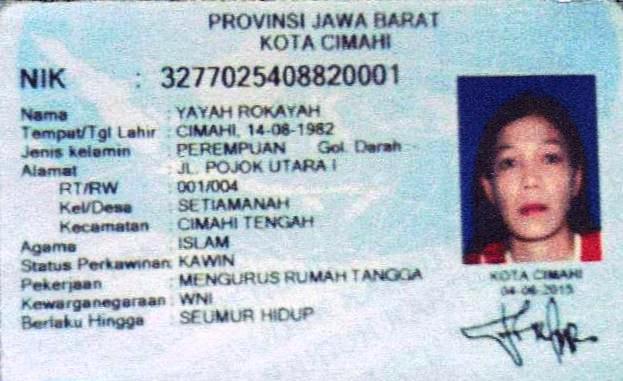 PROVINSI JAWA BARAT
KOTA CIMAHI
NIK : 3277025408820001
Nama : YAYAH ROKAYAH
Tempat/Tgl Lahir : CIMAHI, 14-08-1982
Jenis kelamin : PEREMPUAN Gol. Darah
Alamat : JL. POJOK UTARA I
RT/RW : 001/004
Kel/Desa : SETIAMANAH
Kecamatan : CIMAHI TENGAH
Agama : ISLAM
Status Perkawinan: KAWIN
Pekerjaan : MENGURUS RUMAH TANGGA
Kewarganegaraan : WNI
Berlaku Hingga : SEUMUR HIDUP
KOTA CIMAHI
04-06-2015